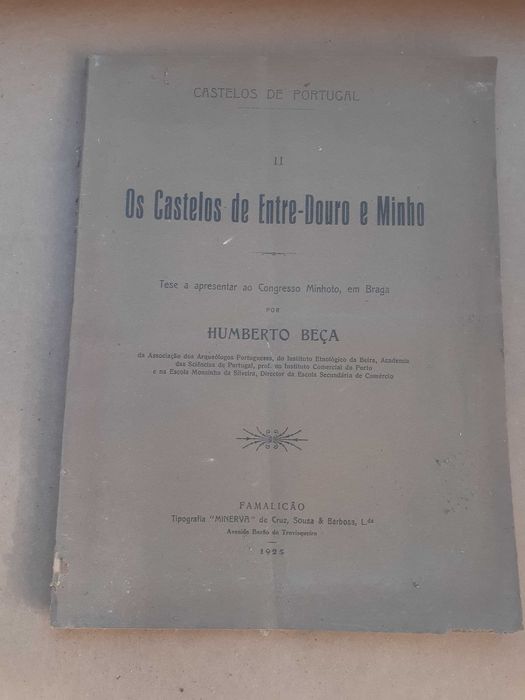 CASTELOS DE PORTUGAL
II
Os Castelos de Entre-Douro e Minho
Tese a apresentar ao Congresso Minhoto, em Braga
POR
HUMBERTO BEÇA
da Associação dos Arqueólogos Portugueses, do Instituto Etnológico da Beira, Academia
das Sciências de Portugal, prof. no Instituto Comercial do Porto
e na Escola Mousinho da Silveira, Director da Escola Secundária de Comércio
FAMALICÃO
Tipografia "MINERVA" de Cruz, Sousa & Barbosa, L.da
Avenida Barão de Trovisqueira
1925